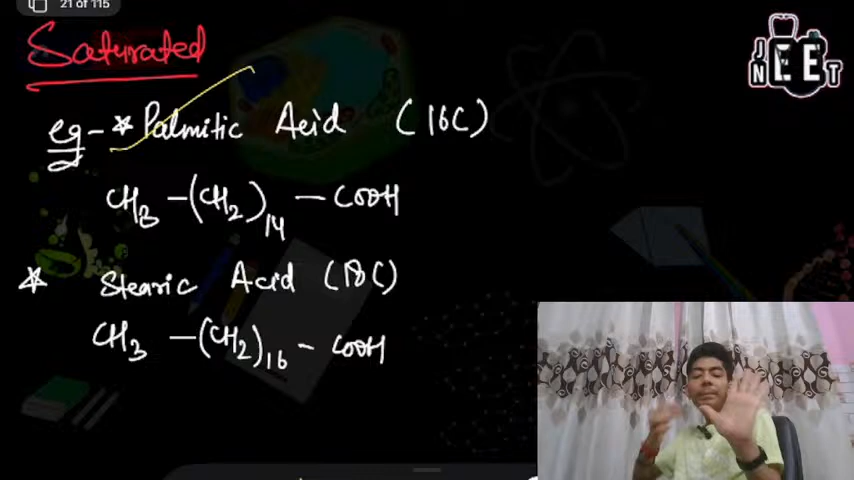 21 of 115
Saturated
JNEET
eg- * Palmitic Acid (16C)
CH3 -(CH2)14 - COOH
* Stearic Acid (18C)
CH3 -(CH2)16 - COOH